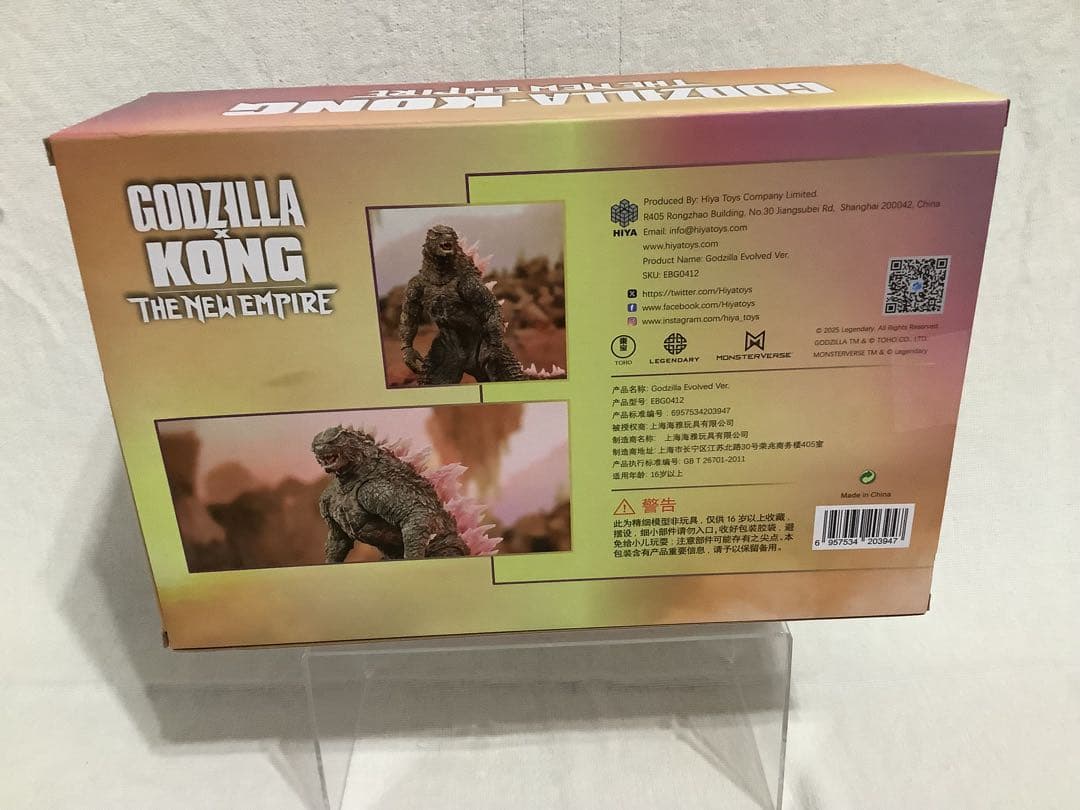 GODZILLA x KONG
THE NEW EMPIRE
GODZILLA
x
KONG
THE NEW EMPIRE
HIYA
Produced By: Hiya Toys Company Limited.
R405 Rongzhao Building, No.30 Jiangsubei Rd, Shanghai 200042, China
Email: info@hiyatoys.com
www.hiyatoys.com
Product Name: Godzilla Evolved Ver.
SKU: EBG0412
https://twitter.com/Hiyatoys
www.facebook.com/Hiyatoys
www.instagram.com/hiya_toys
東宝
TOHO
LEGENDARY
MONSTERVERSE
© 2025 Legendary. All Rights Reserved.
GODZILLA TM & © TOHO CO., LTD.
MONSTERVERSE TM & © Legendary
产品名称: Godzilla Evolved Ver.
产品型号: EBG0412
产品标准编号 : 6957534203947
被授权商: 上海海雅玩具有限公司
制造商名称: 上海海雅玩具有限公司
制造商地址: 上海市长宁区江苏北路30号荣兆商务楼405室
产品执行标准编号: GB T 26701-2011
适用年龄: 16岁以上
警告
此为精细模型非玩具，仅供 16 岁以上收藏、
摆设，细小部件请勿入口，收好包装胶袋，避
免给小儿玩耍；注意部件可能存有之尖点。本
包装含有产品重要信息，请予以保留备用。
Made in China
6 957534 203947